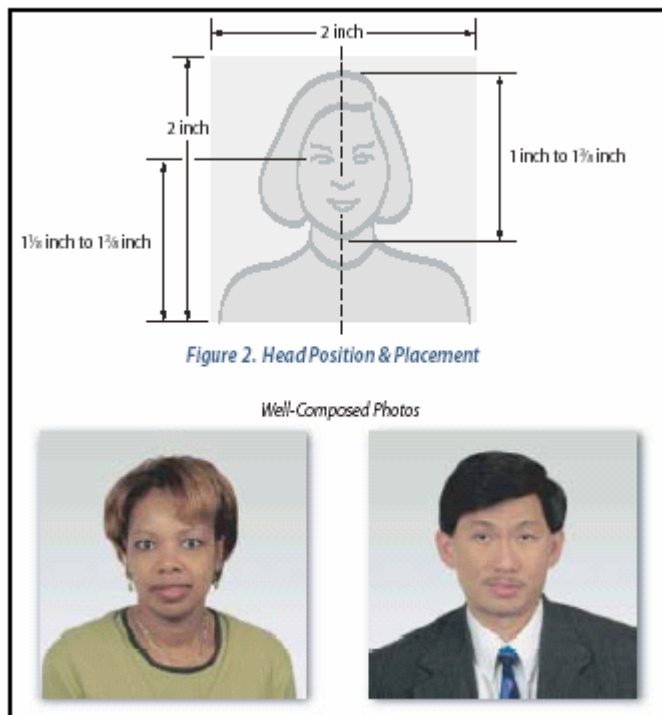 2 inch
2 inch
1 inch to 1⅜ inch
1⅛ inch to 1⅜ inch
Figure 2. Head Position & Placement
Well-Composed Photos